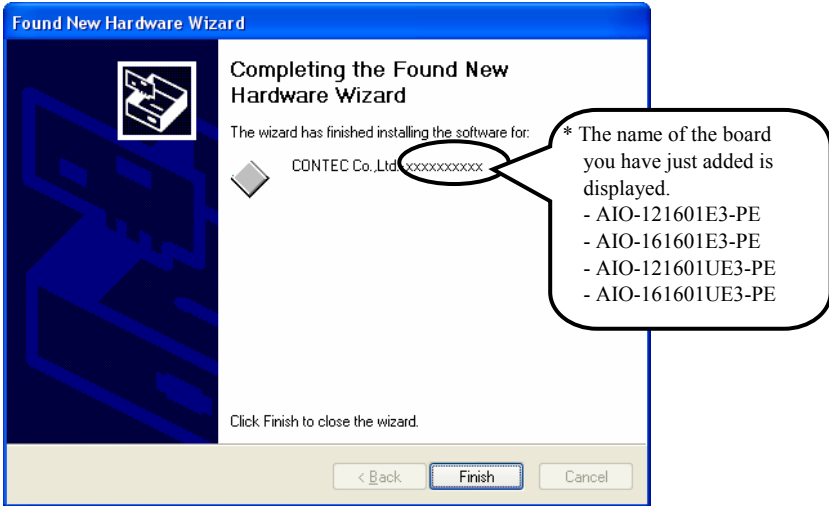 Found New Hardware Wizard
Completing the Found New
Hardware Wizard
The wizard has finished installing the software for:
CONTEC Co.,Ltd. xxxxxxxxxx
* The name of the board
you have just added is
displayed.
- AIO-121601E3-PE
- AIO-161601E3-PE
- AIO-121601UE3-PE
- AIO-161601UE3-PE
Click Finish to close the wizard.
< Back
Finish
Cancel